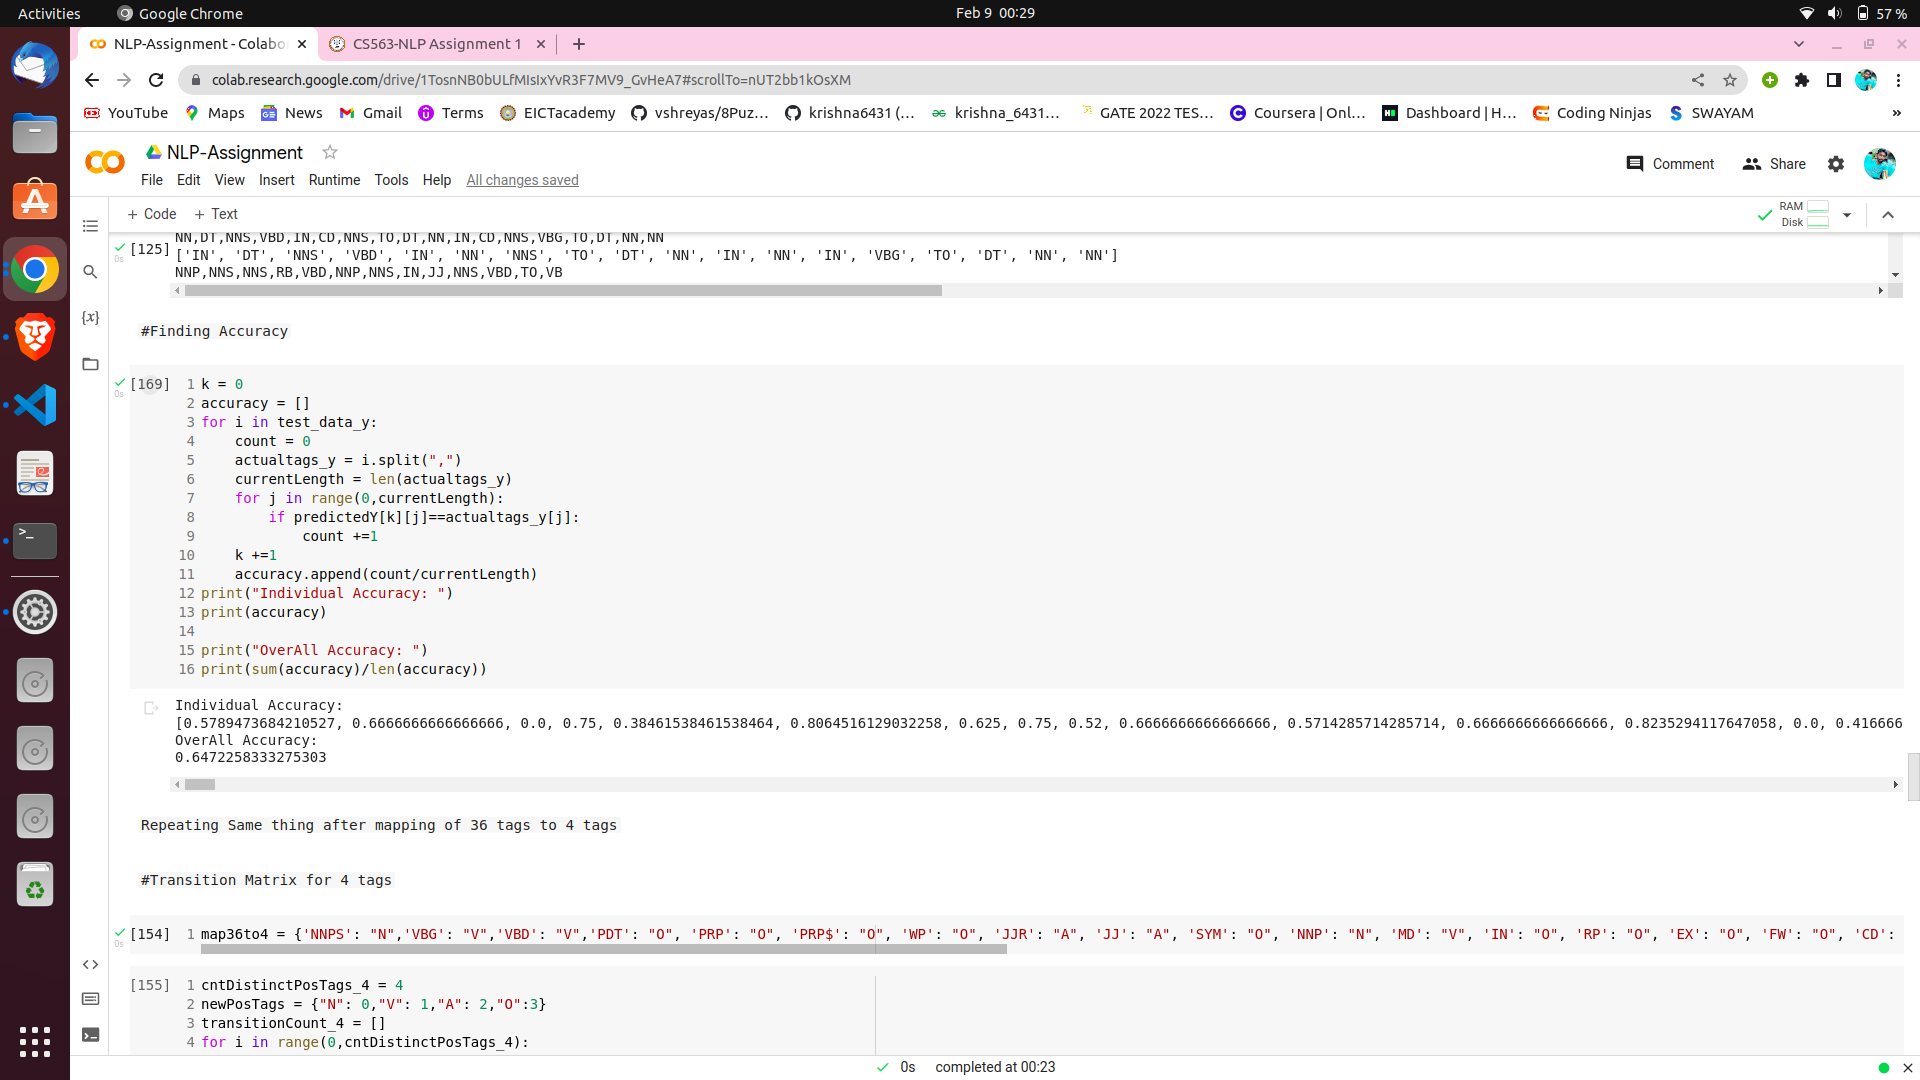 Activities
Google Chrome
Feb 9 00:29
57 %
NLP-Assignment - Colabo
CS563-NLP Assignment 1
colab.research.google.com/drive/1TosnNB0bULfMIsIxYvR3F7MV9_GvHeA7#scrollTo=nUT2bb1kOsXM
YouTube
Maps
News
Gmail
Terms
EICTacademy
vshreyas/8Puz...
krishna6431 (...
krishna_6431...
GATE 2022 TES...
Coursera | Onl...
Dashboard | H...
Coding Ninjas
SWAYAM
»
NLP-Assignment
File Edit View Insert Runtime Tools Help All changes saved
Comment
Share
+ Code + Text
RAM
Disk
NN,DT,NNS,VBD,IN,CD,NNS,TO,DT,NN,IN,CD,NNS,VBG,TO,DT,NN,NN
[125]
0s
['IN', 'DT', 'NNS', 'VBD', 'IN', 'NN', 'NNS', 'TO', 'DT', 'NN', 'IN', 'NN', 'IN', 'VBG', 'TO', 'DT', 'NN', 'NN']
NNP,NNS,NNS,RB,VBD,NNP,NNS,IN,JJ,NNS,VBD,TO,VB
{x}
#Finding Accuracy
[169]
0s
1 k = 0
2 accuracy = []
3 for i in test_data_y:
4     count = 0
5     actualtags_y = i.split(",")
6     currentLength = len(actualtags_y)
7     for j in range(0,currentLength):
8         if predictedY[k][j]==actualtags_y[j]:
9             count +=1
10     k +=1
11     accuracy.append(count/currentLength)
12 print("Individual Accuracy: ")
13 print(accuracy)
14
15 print("OverAll Accuracy: ")
16 print(sum(accuracy)/len(accuracy))
Individual Accuracy:
[0.5789473684210527, 0.6666666666666666, 0.0, 0.75, 0.38461538461538464, 0.8064516129032258, 0.625, 0.75, 0.52, 0.6666666666666666, 0.5714285714285714, 0.6666666666666666, 0.8235294117647058, 0.0, 0.416666
OverAll Accuracy:
0.6472258333275303
Repeating Same thing after mapping of 36 tags to 4 tags
#Transition Matrix for 4 tags
[154]
0s
1 map36to4 = {'NNPS': "N",'VBG': "V",'VBD': "V",'PDT': "O", 'PRP': "O", 'PRP$': "O", 'WP': "O", 'JJR': "A", 'JJ': "A", 'SYM': "O", 'NNP': "N", 'MD': "V", 'IN': "O", 'RP': "O", 'EX': "O", 'FW': "O", 'CD':
[155]
1 cntDistinctPosTags_4 = 4
2 newPosTags = {"N": 0,"V": 1,"A": 2,"O":3}
3 transitionCount_4 = []
4 for i in range(0,cntDistinctPosTags_4):
0s completed at 00:23